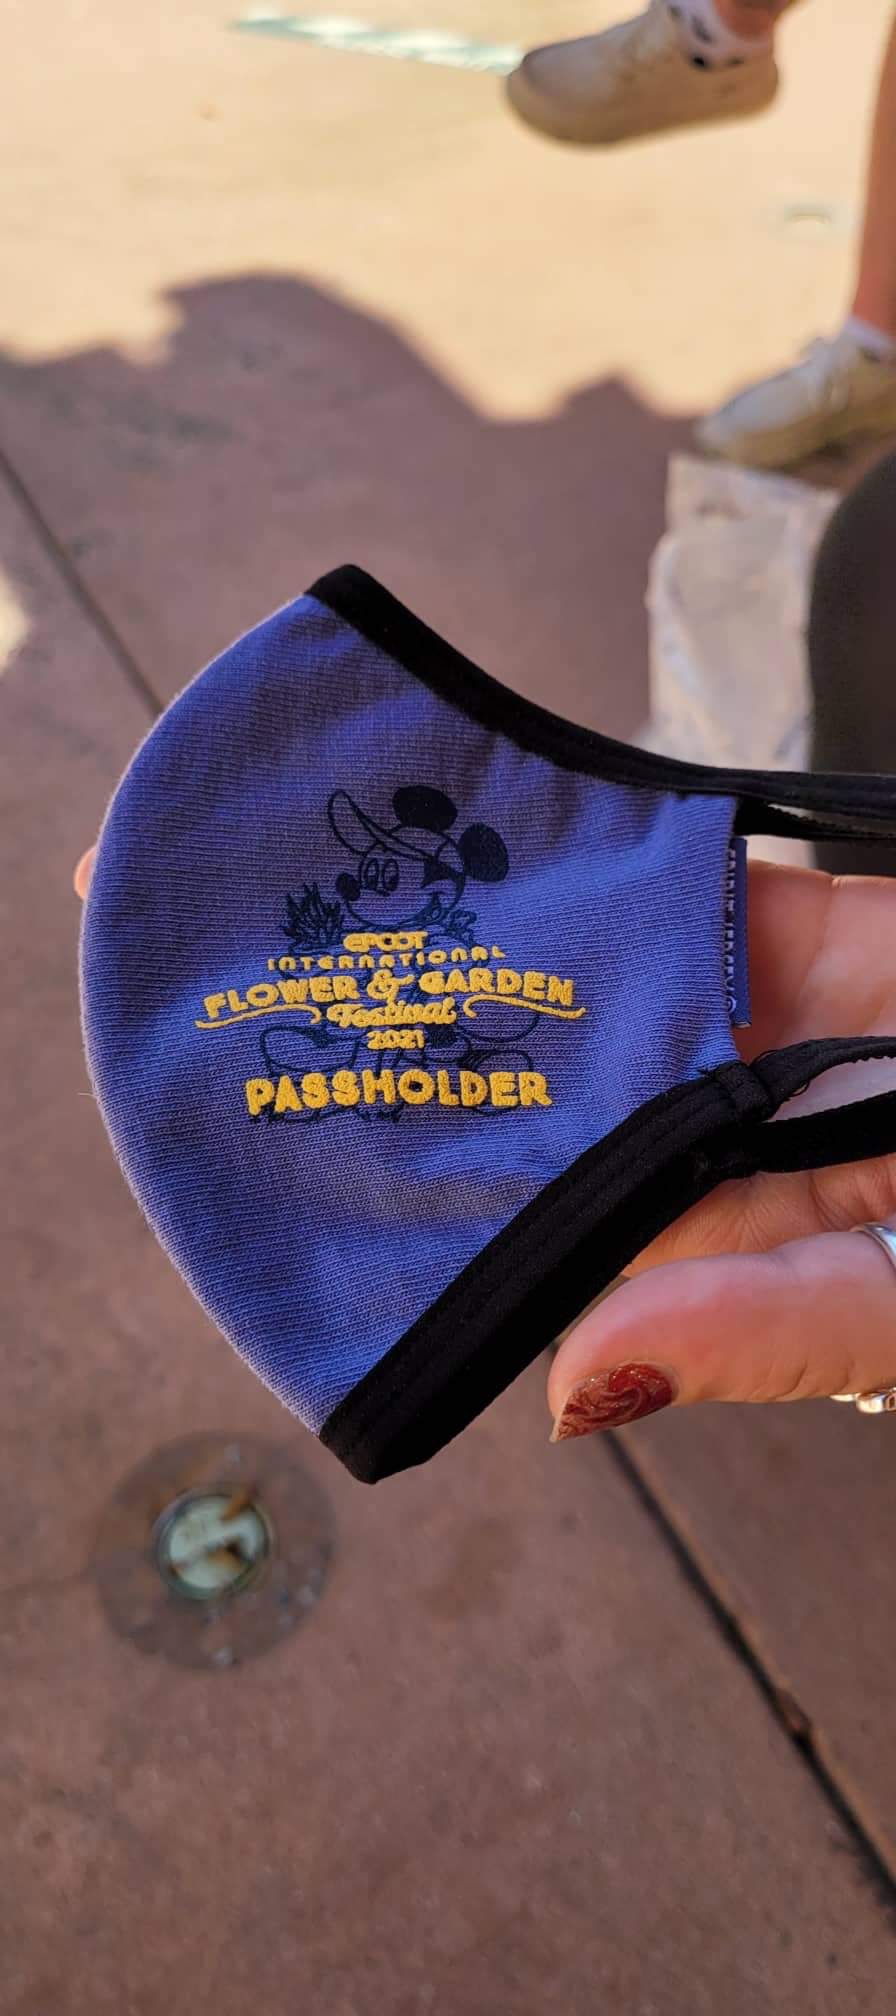 EPCOT
INTERNATIONAL
FLOWER & GARDEN
Festival
2021
PASSHOLDER